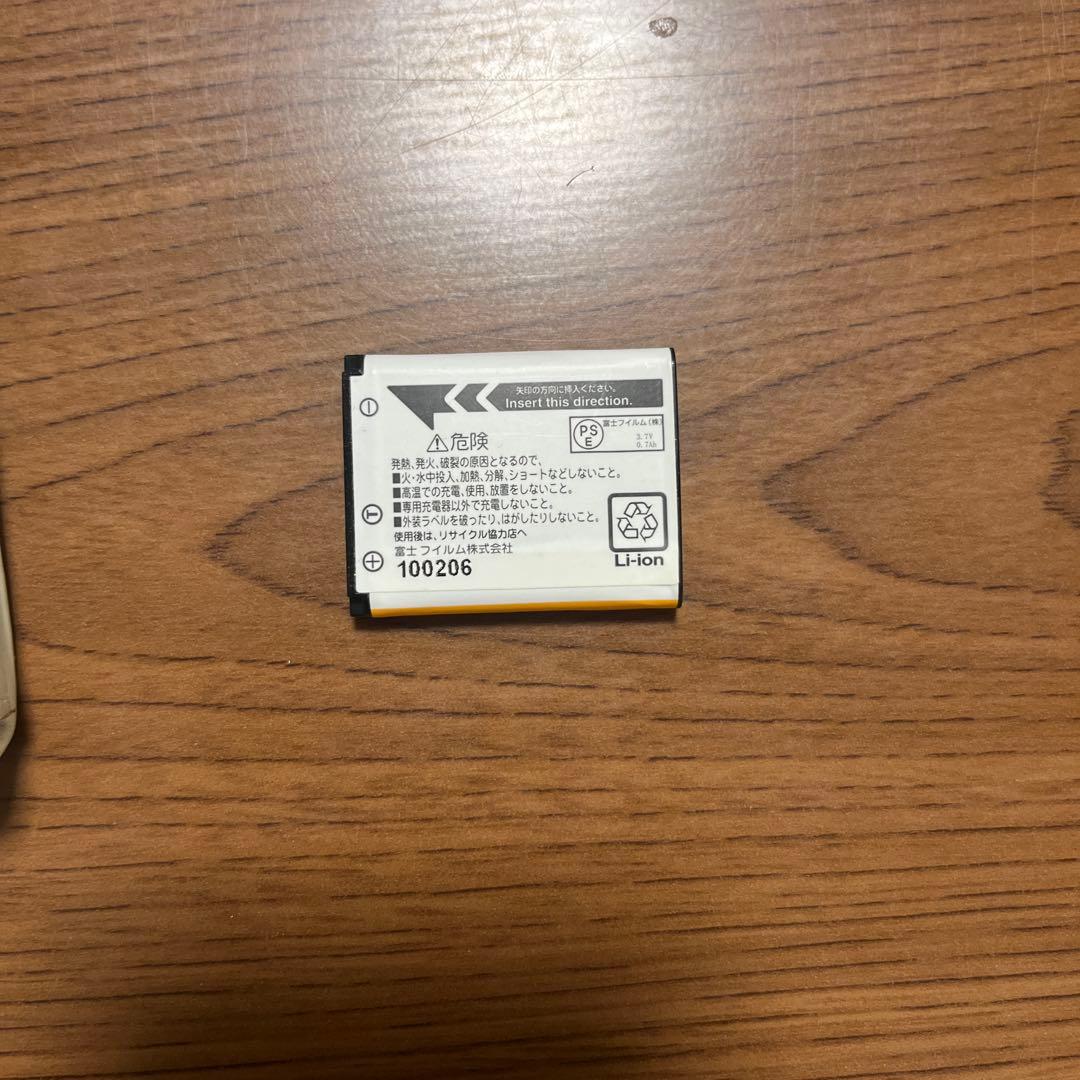 矢印の方向に挿入ください。
Insert this direction.
PS
E
富士フイルム(株)
3.7V
0.7Ah
⚠危険
発熱、発火、破裂の原因となるので、
■火・水中投入、加熱、分解、ショートなどしないこと。
■高温での充電、使用、放置をしないこと。
■専用充電器以外で充電しないこと。
■外装ラベルを破ったり、はがしたりしないこと。
使用後は、リサイクル協力店へ
富士フイルム株式会社
100206
Li-ion
⊖
Ⓣ
⊕